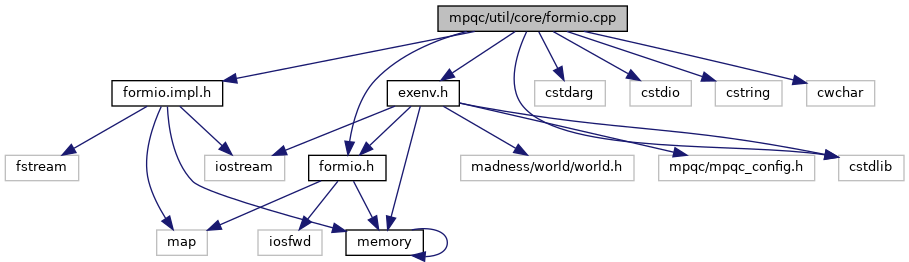 mpqc/util/core/formio.cpp
formio.impl.h
exenv.h
cstdarg
cstdio
cstring
cwchar
fstream
iostream
formio.h
madness/world/world.h
mpqc/mpqc_config.h
cstdlib
map
iosfwd
memory